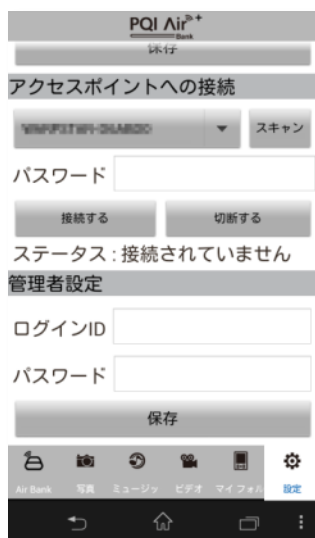 PQI Air Bank+
保存
アクセスポイントへの接続
スキャン
パスワード
接続する 切断する
ステータス : 接続されていません
管理者設定
ログインID
パスワード
保存
Air Bank 写真 ミュージッ ビデオ マイ フォル 設定